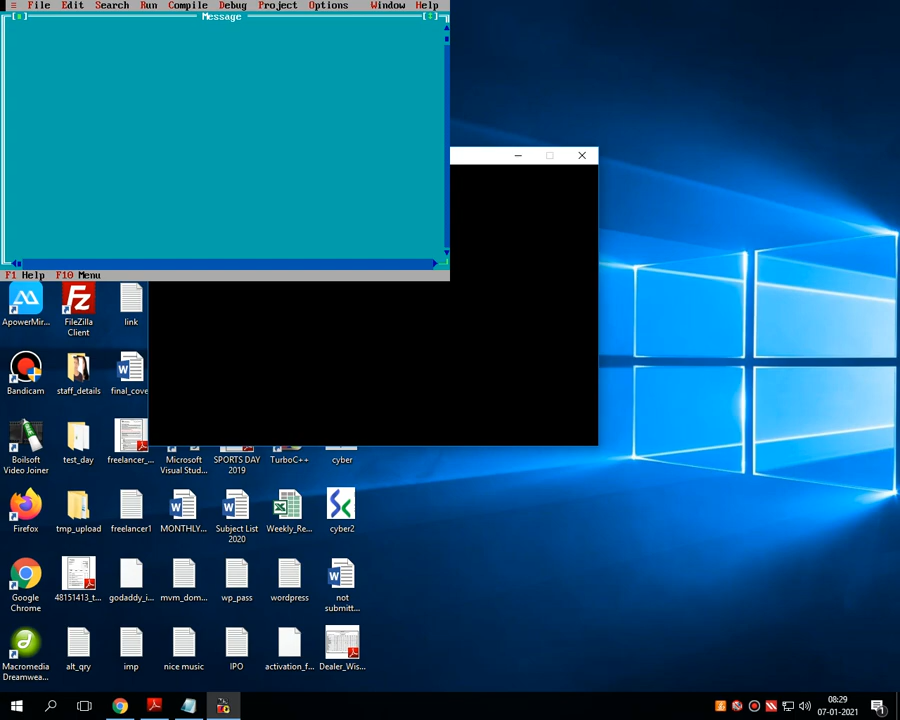 ≡ File Edit Search Run Compile Debug Project Options Window Help
Message
F1 Help F10 Menu
ApowerMir...
FileZilla
Client
link
Bandicam
staff_details
final_cove
Boilsoft
Video Joiner
test_day
freelancer_...
Microsoft
Visual Stud...
SPORTS DAY
2019
TurboC++
cyber
Firefox
tmp_upload
freelancer1
MONTHLY...
Subject List
2020
Weekly_Re...
cyber2
Google
Chrome
48151413_t...
godaddy_i...
mvm_dom...
wp_pass
wordpress
not
submitt...
Macromedia
Dreamwea...
alt_qry
imp
nice music
IPO
activation_f...
Dealer_Wis...
08:29
07-01-2021